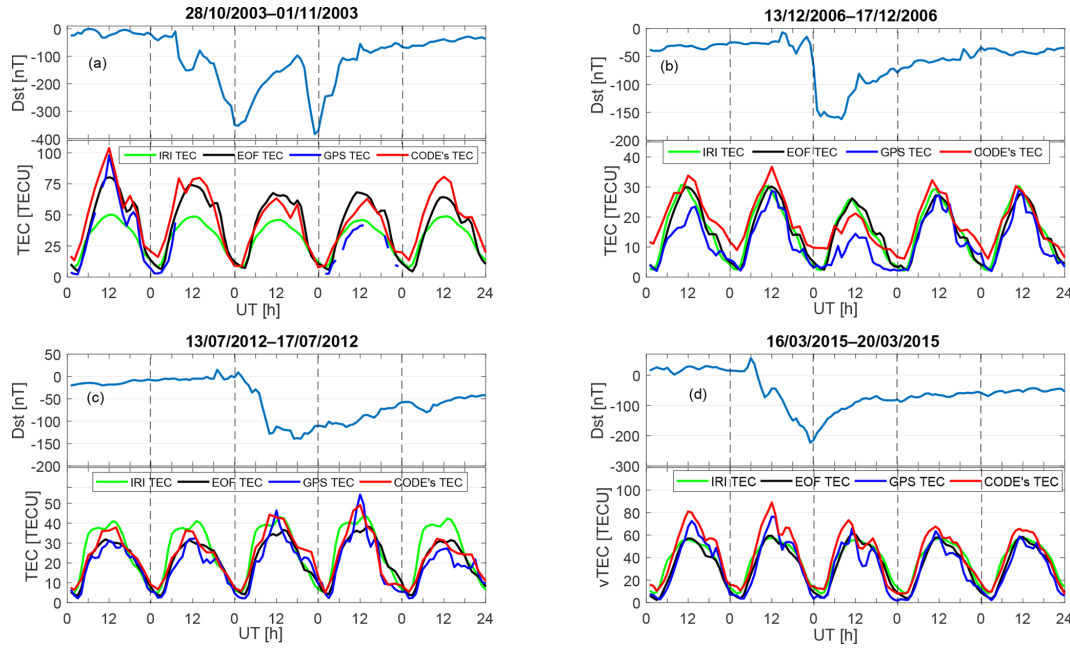 28/10/2003–01/11/2003
0
-100
-200
-300
-400
Dst [nT]
(a)
IRI TEC EOF TEC GPS TEC CODE's TEC
100
75
50
25
0
TEC [TECU]
0 12 0 12 0 12 0 12 0 12 24
UT [h]
13/12/2006–17/12/2006
0
-50
-100
-150
-200
Dst [nT]
(b)
IRI TEC EOF TEC GPS TEC CODE's TEC
40
30
20
10
0
TEC [TECU]
0 12 0 12 0 12 0 12 0 12 24
UT [h]
13/07/2012–17/07/2012
50
0
-50
-100
-150
-200
Dst [nT]
(c)
IRI TEC EOF TEC GPS TEC CODE's TEC
50
40
30
20
10
0
TEC [TECU]
0 12 0 12 0 12 0 12 0 12 24
UT [h]
16/03/2015–20/03/2015
0
-100
-200
-300
Dst [nT]
(d)
IRI TEC EOF TEC GPS TEC CODE's TEC
100
80
60
40
20
0
vTEC [TECU]
0 12 0 12 0 12 0 12 0 12 24
UT [h]